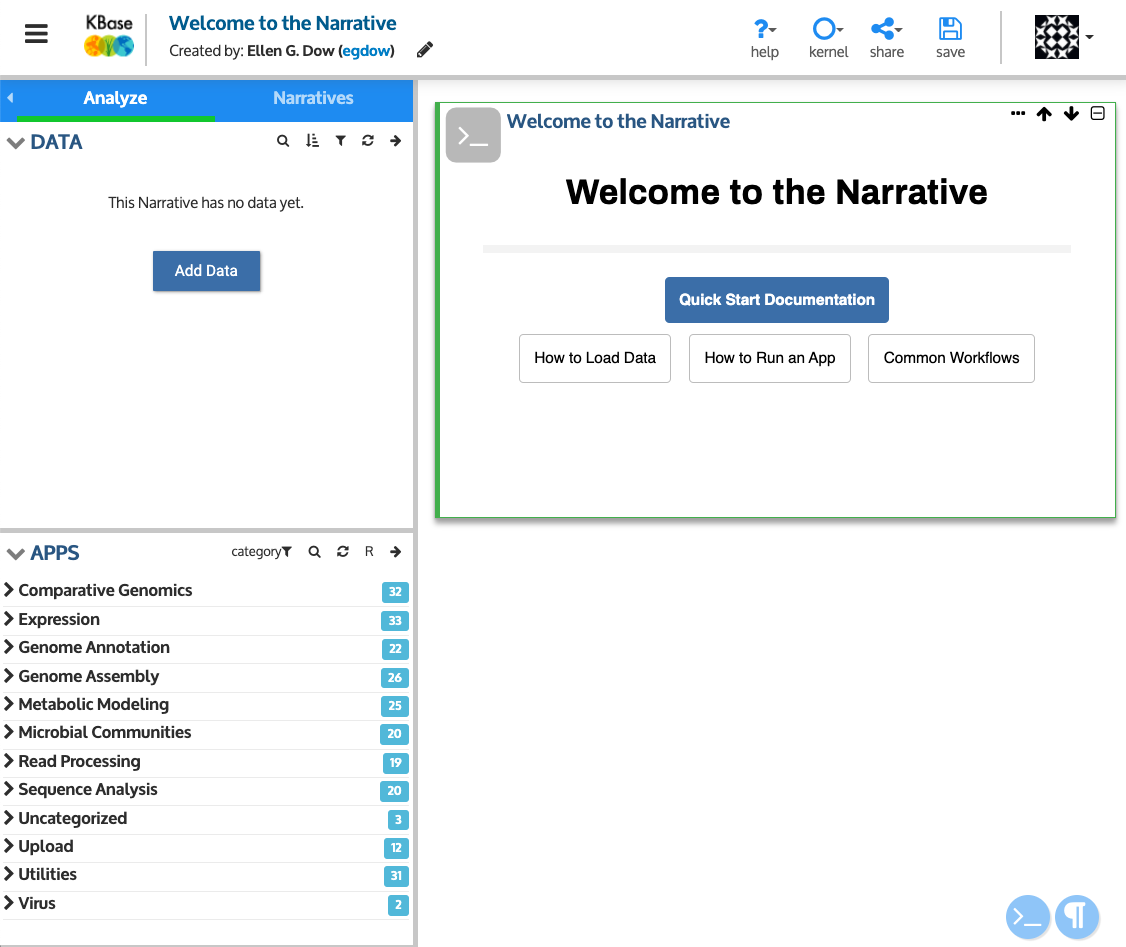 KBase
Welcome to the Narrative
Created by: Ellen G. Dow (egdow)
help
kernel
share
save
Analyze
Narratives
DATA
This Narrative has no data yet.
Add Data
APPS
category
R
Comparative Genomics 32
Expression 33
Genome Annotation 22
Genome Assembly 26
Metabolic Modeling 25
Microbial Communities 20
Read Processing 19
Sequence Analysis 20
Uncategorized 3
Upload 12
Utilities 31
Virus 2
Welcome to the Narrative
Welcome to the Narrative
Quick Start Documentation
How to Load Data
How to Run an App
Common Workflows